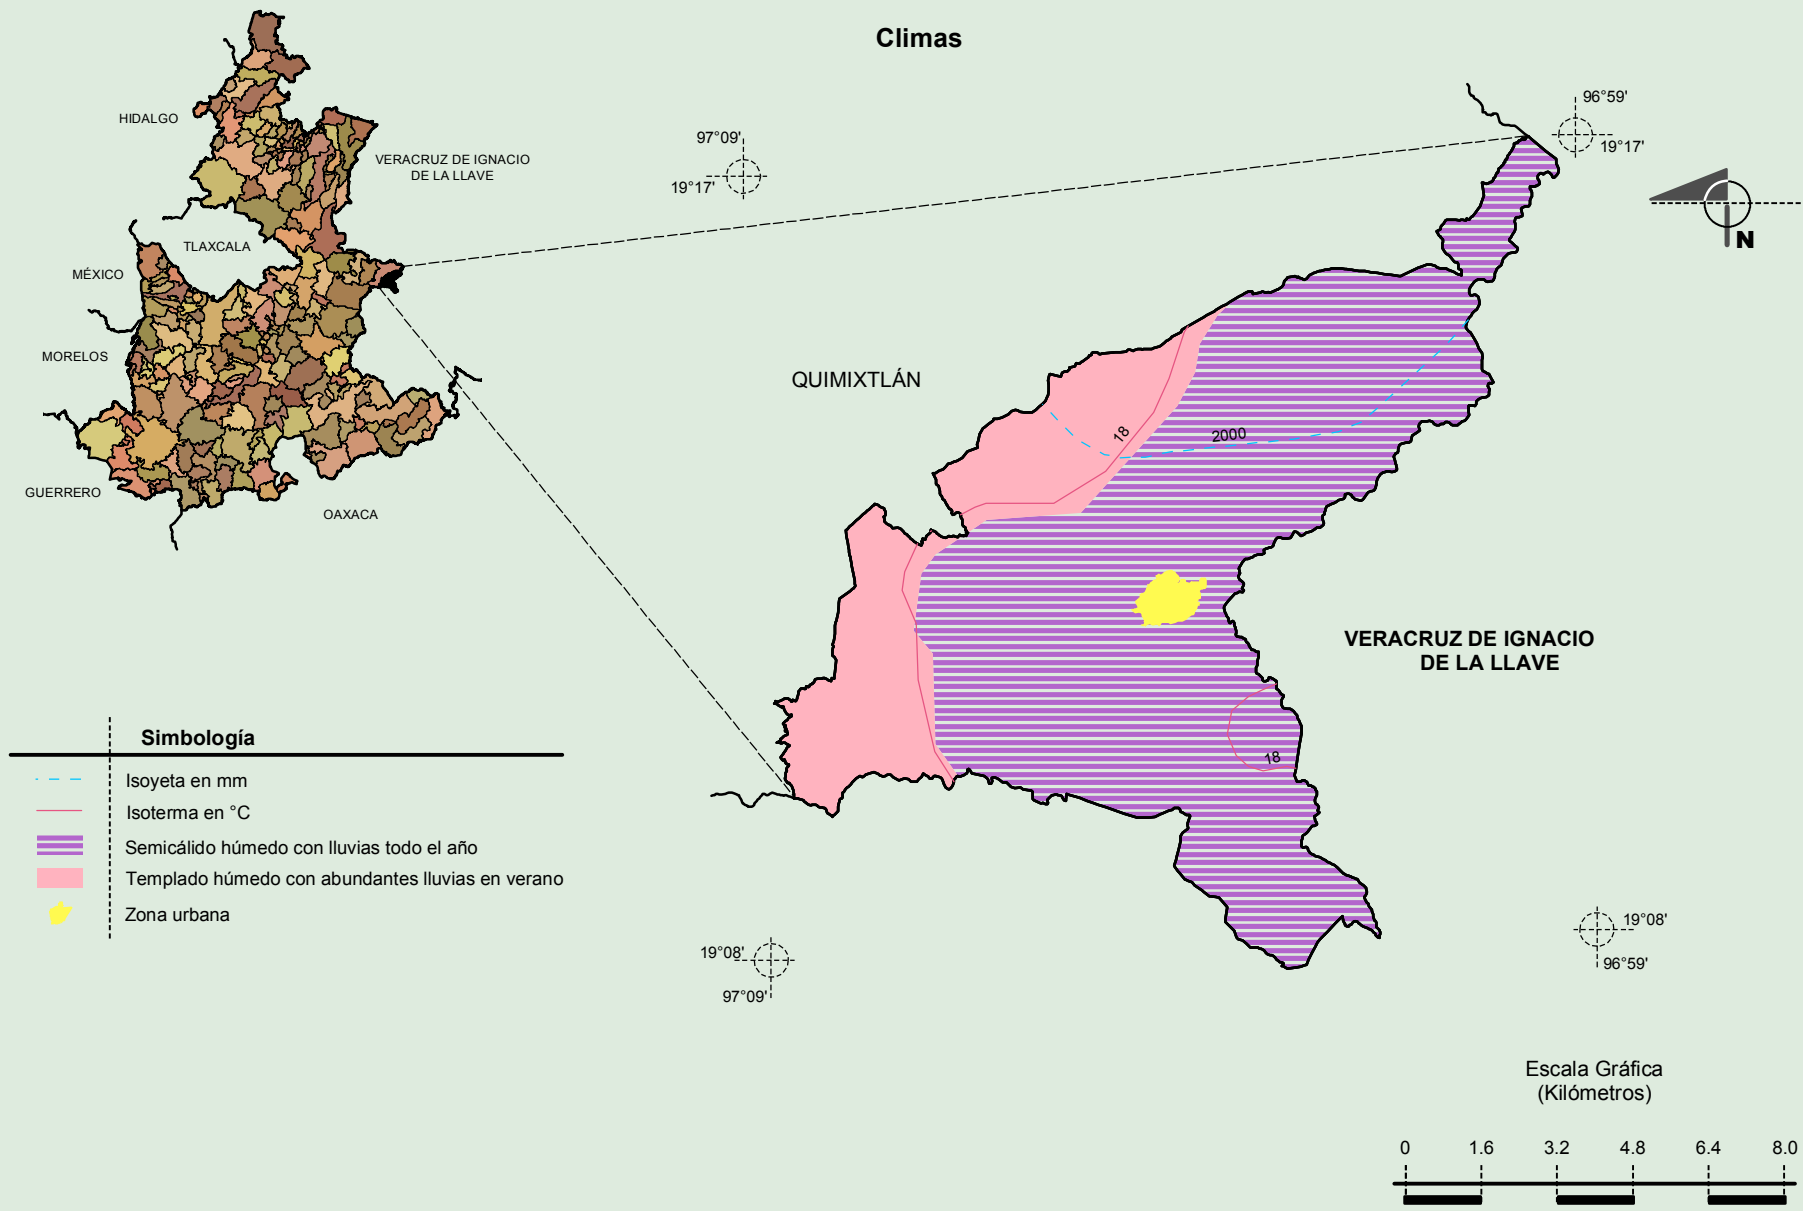 Climas
HIDALGO
VERACRUZ DE IGNACIO
DE LA LLAVE
TLAXCALA
MÉXICO
MORELOS
GUERRERO
OAXACA
97°09'
19°17'
96°59'
19°17'
N
QUIMIXTLÁN
18
2000
VERACRUZ DE IGNACIO
DE LA LLAVE
18
Simbología
Isoyeta en mm
Isoterma en °C
Semicálido húmedo con lluvias todo el año
Templado húmedo con abundantes lluvias en verano
Zona urbana
19°08'
97°09'
19°08'
96°59'
Escala Gráfica
(Kilómetros)
0 1.6 3.2 4.8 6.4 8.0